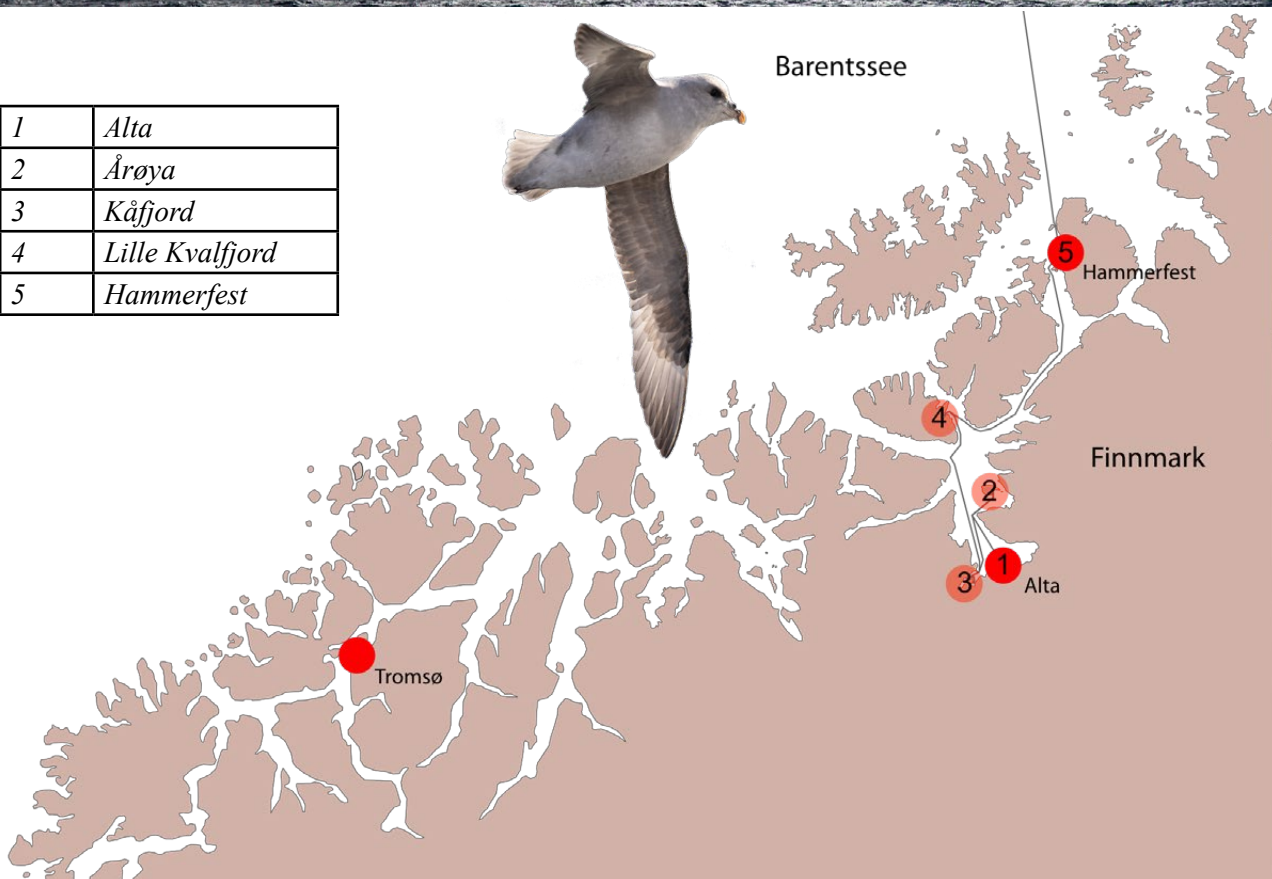 Barentssee
1 Alta
2 Årøya
3 Kåfjord
4 Lille Kvalfjord
5 Hammerfest
5
Hammerfest
4
Finnmark
2
1
3
Alta
Tromsø